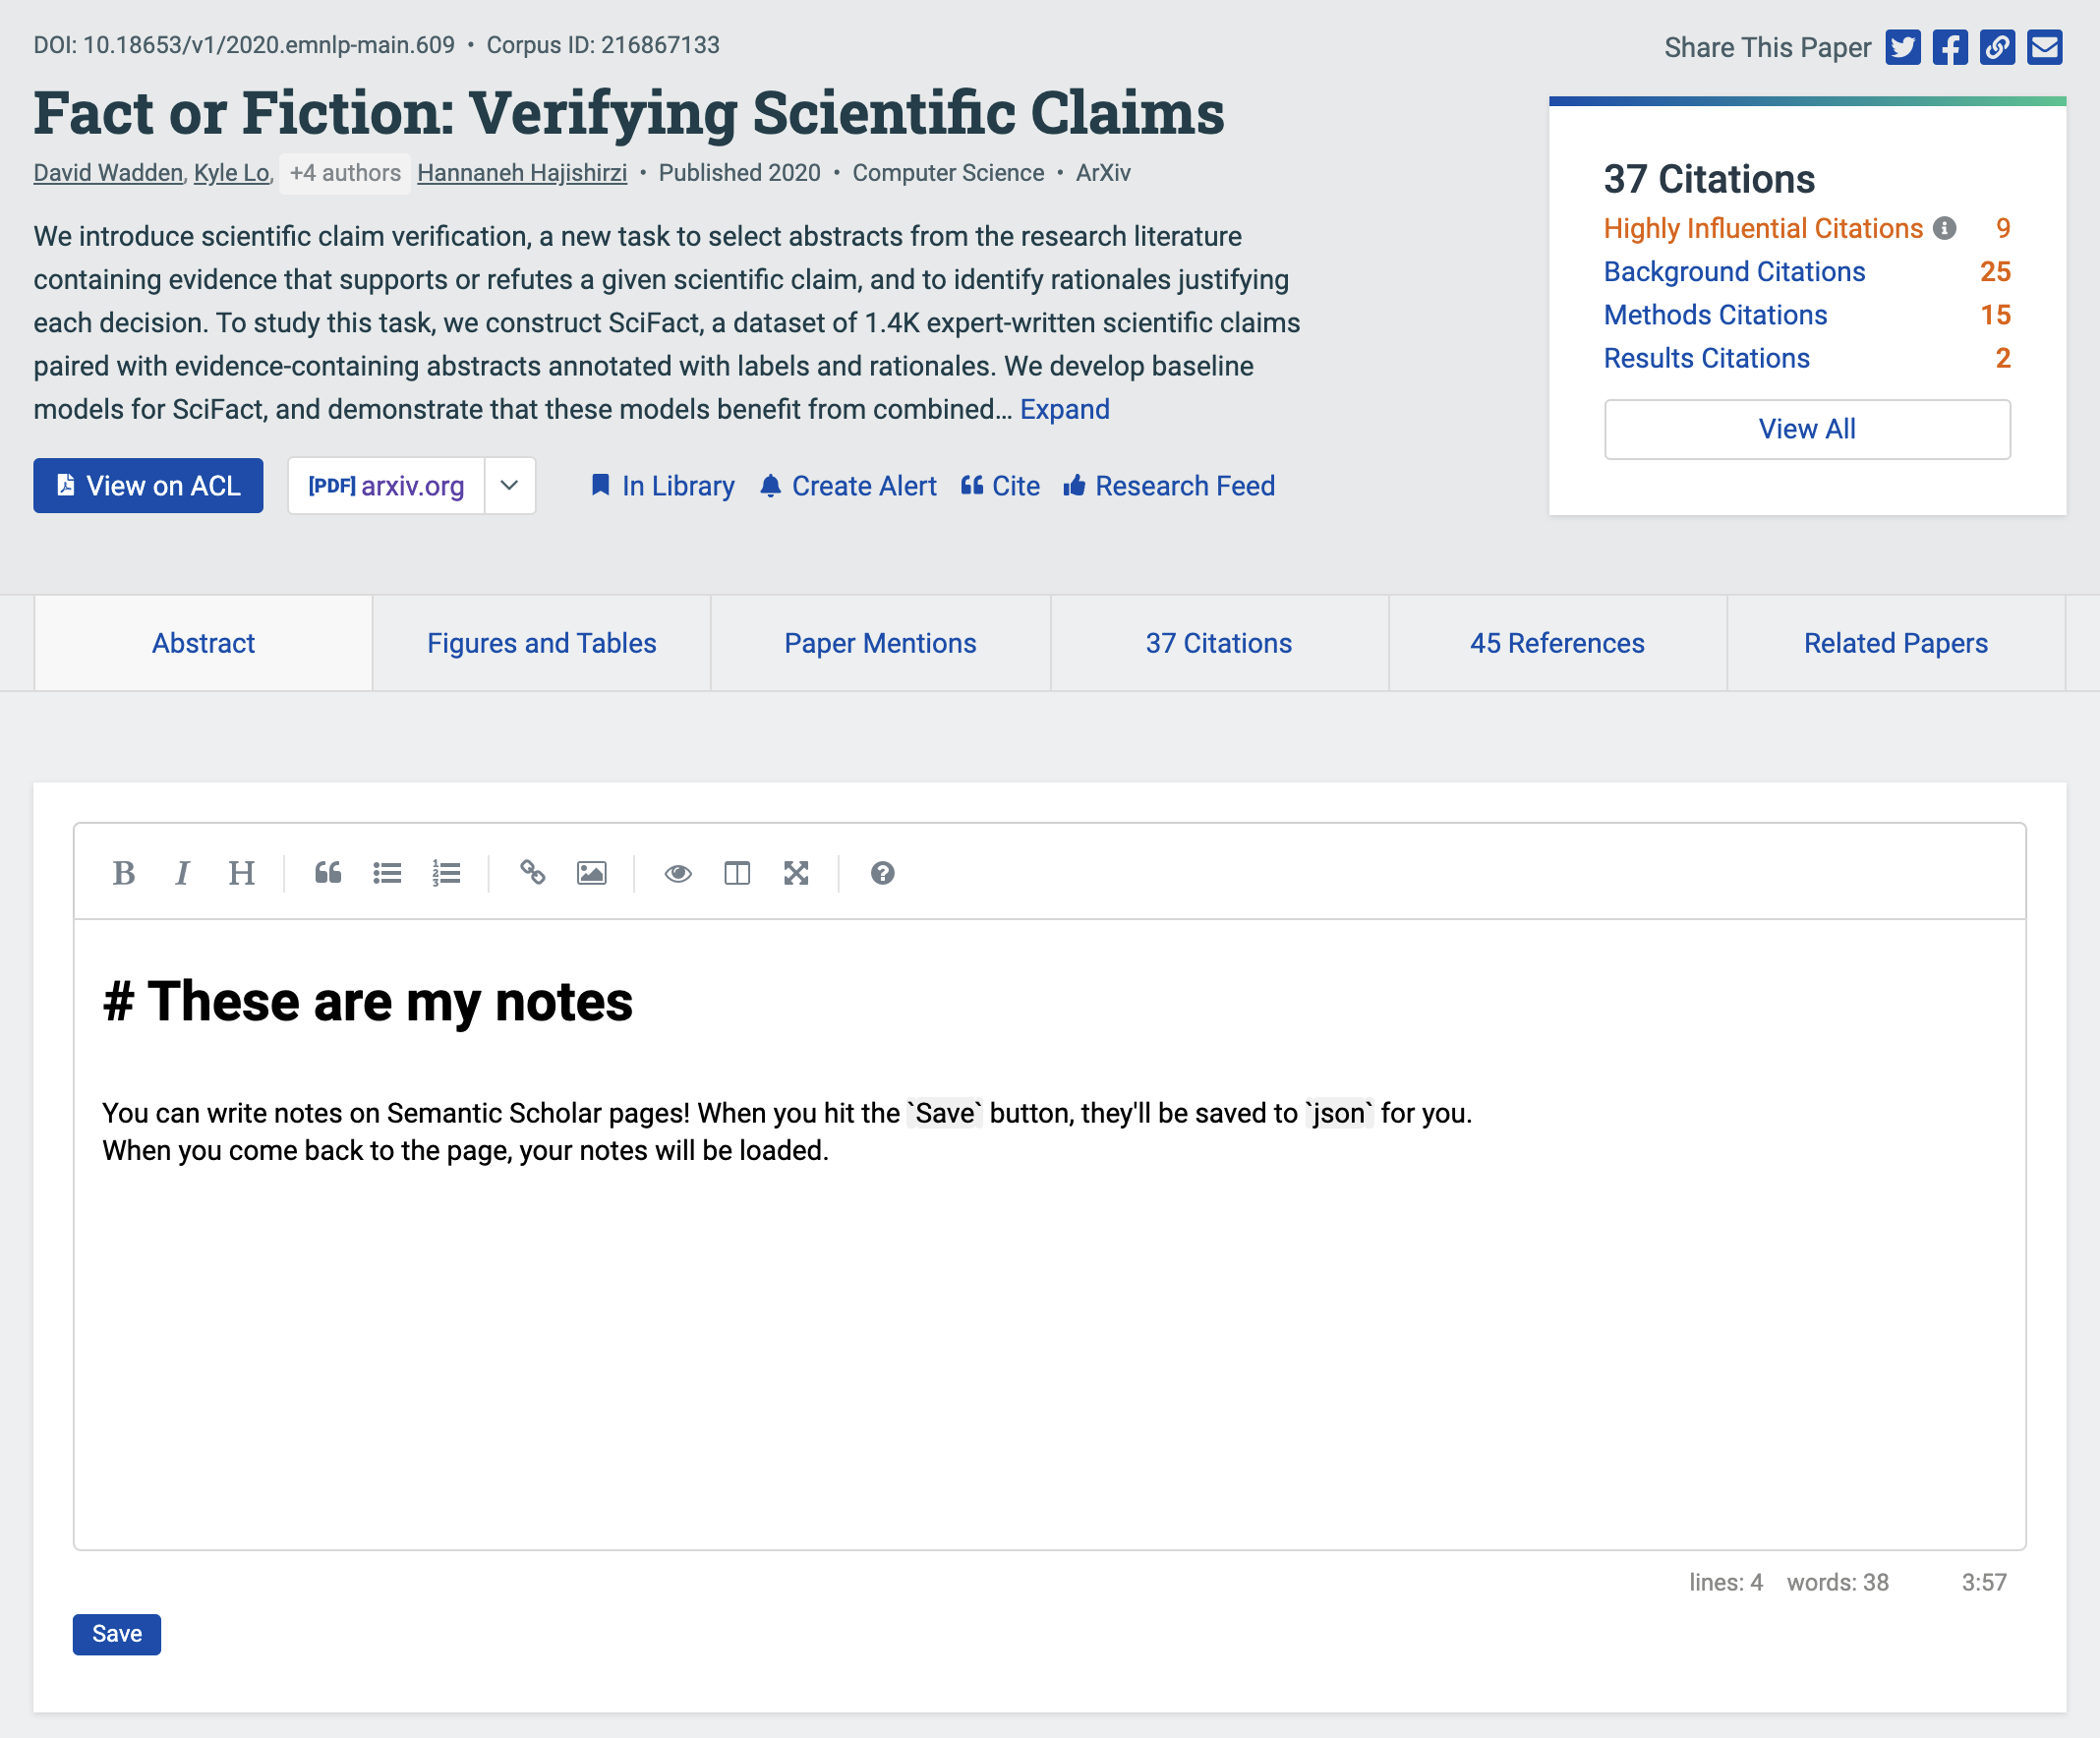 DOI: 10.18653/v1/2020.emnlp-main.609 • Corpus ID: 216867133
Share This Paper
Fact or Fiction: Verifying Scientific Claims
David Wadden, Kyle Lo, +4 authors Hannaneh Hajishirzi • Published 2020 • Computer Science • ArXiv
We introduce scientific claim verification, a new task to select abstracts from the research literature
containing evidence that supports or refutes a given scientific claim, and to identify rationales justifying
each decision. To study this task, we construct SciFact, a dataset of 1.4K expert-written scientific claims
paired with evidence-containing abstracts annotated with labels and rationales. We develop baseline
models for SciFact, and demonstrate that these models benefit from combined… Expand
View on ACL [PDF] arxiv.org In Library Create Alert Cite Research Feed
37 Citations
Highly Influential Citations 9
Background Citations 25
Methods Citations 15
Results Citations 2
View All
Abstract Figures and Tables Paper Mentions 37 Citations 45 References Related Papers
B I H
# These are my notes
You can write notes on Semantic Scholar pages! When you hit the `Save` button, they'll be saved to `json` for you.
When you come back to the page, your notes will be loaded.
lines: 4 words: 38 3:57
Save